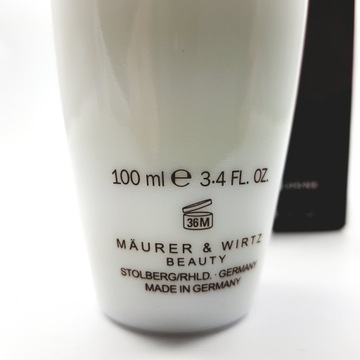 100 ml ℮ 3.4 FL. OZ.
36M
MÄURER & WIRTZ
BEAUTY
STOLBERG/RHLD. · GERMANY
MADE IN GERMANY